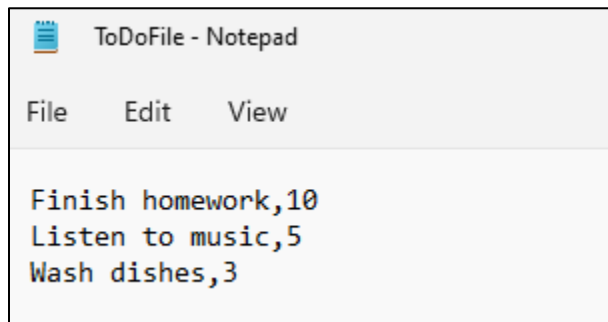 ToDoFile - Notepad
File Edit View
Finish homework,10
Listen to music,5
Wash dishes,3